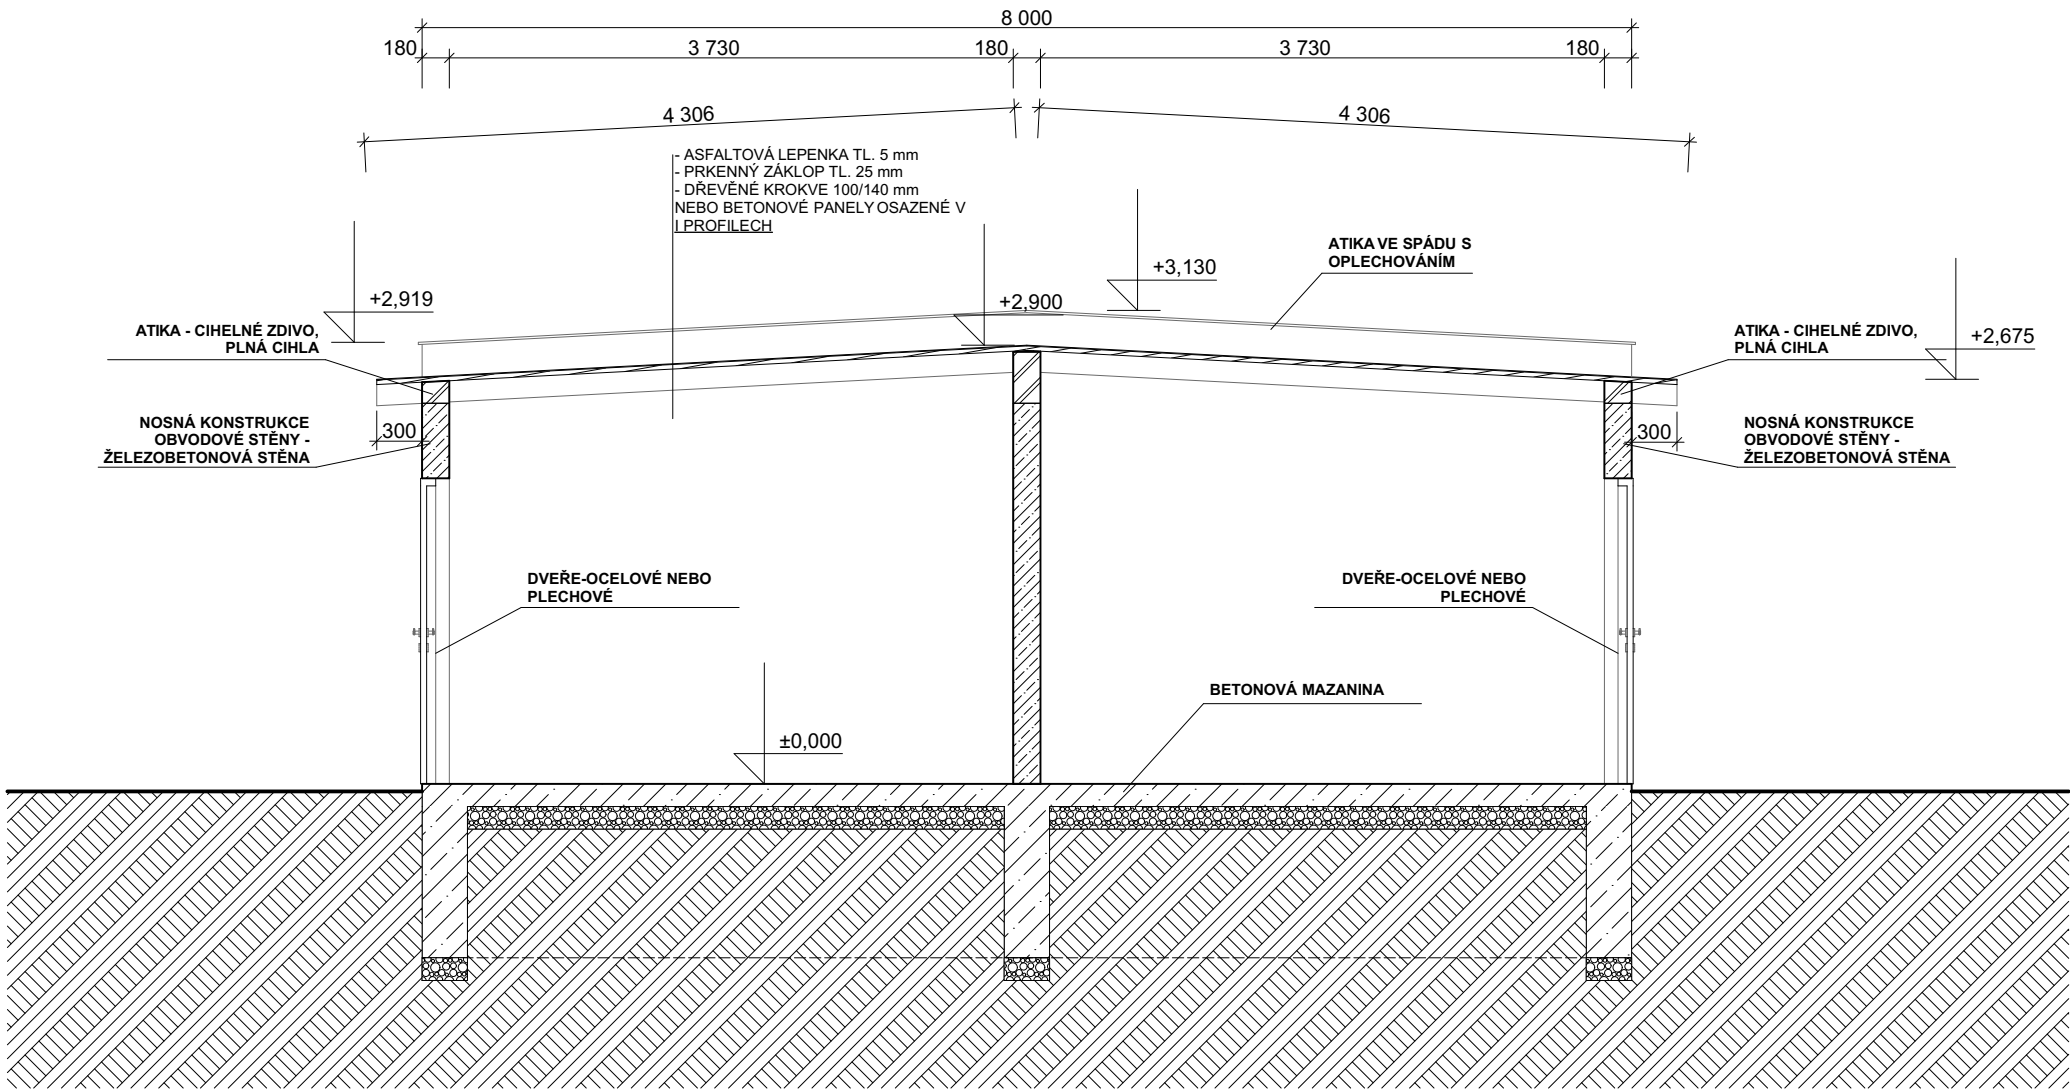 8 000
180 3 730 180 3 730 180
4 306 4 306
- ASFALTOVÁ LEPENKA TL. 5 mm
- PRKENNÝ ZÁKLOP TL. 25 mm
- DŘEVĚNÉ KROKVE 100/140 mm
NEBO BETONOVÉ PANELY OSAZENÉ V
I PROFILECH
ATIKA VE SPÁDU S
OPLECHOVÁNÍM
+3,130
+2,919
+2,900
ATIKA - CIHELNÉ ZDIVO,
PLNÁ CIHLA
ATIKA - CIHELNÉ ZDIVO,
PLNÁ CIHLA
+2,675
NOSNÁ KONSTRUKCE
OBVODOVÉ STĚNY -
ŽELEZOBETONOVÁ STĚNA
300
300
NOSNÁ KONSTRUKCE
OBVODOVÉ STĚNY -
ŽELEZOBETONOVÁ STĚNA
DVEŘE-OCELOVÉ NEBO
PLECHOVÉ
DVEŘE-OCELOVÉ NEBO
PLECHOVÉ
BETONOVÁ MAZANINA
±0,000